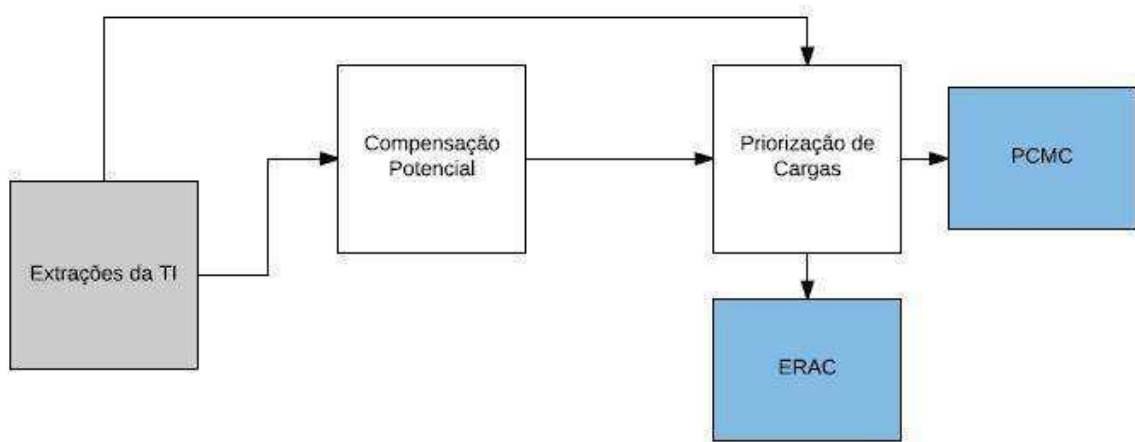 Extrações da TI
Compensação
Potencial
Priorização de
Cargas
PCMC
ERAC